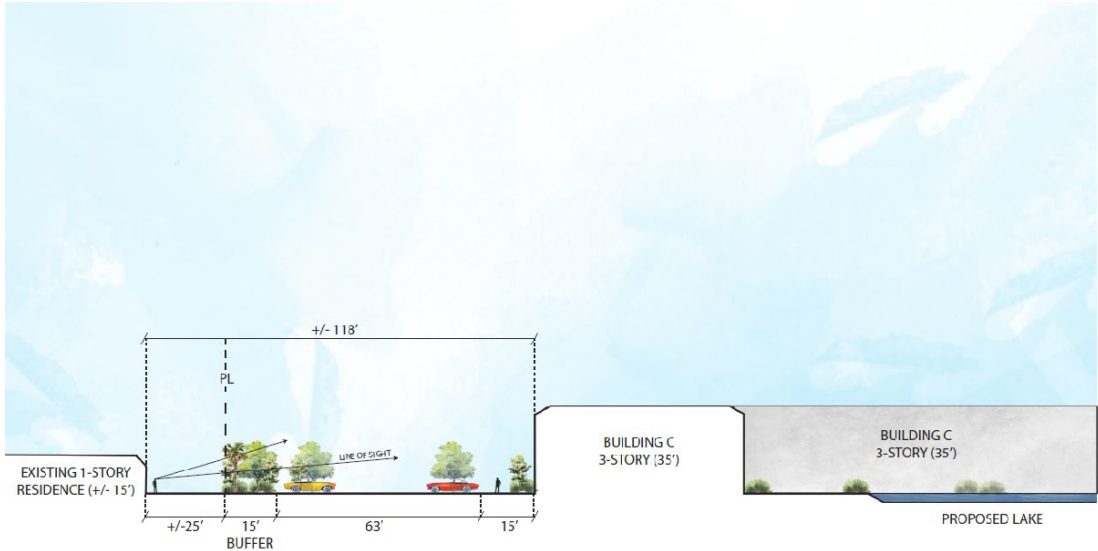 +/- 118’
PL
LINE OF SIGHT
EXISTING 1-STORY
RESIDENCE (+/- 15’)
BUILDING C
3-STORY (35’)
BUILDING C
3-STORY (35’)
+/-25’
15’
63’
15’
BUFFER
PROPOSED LAKE